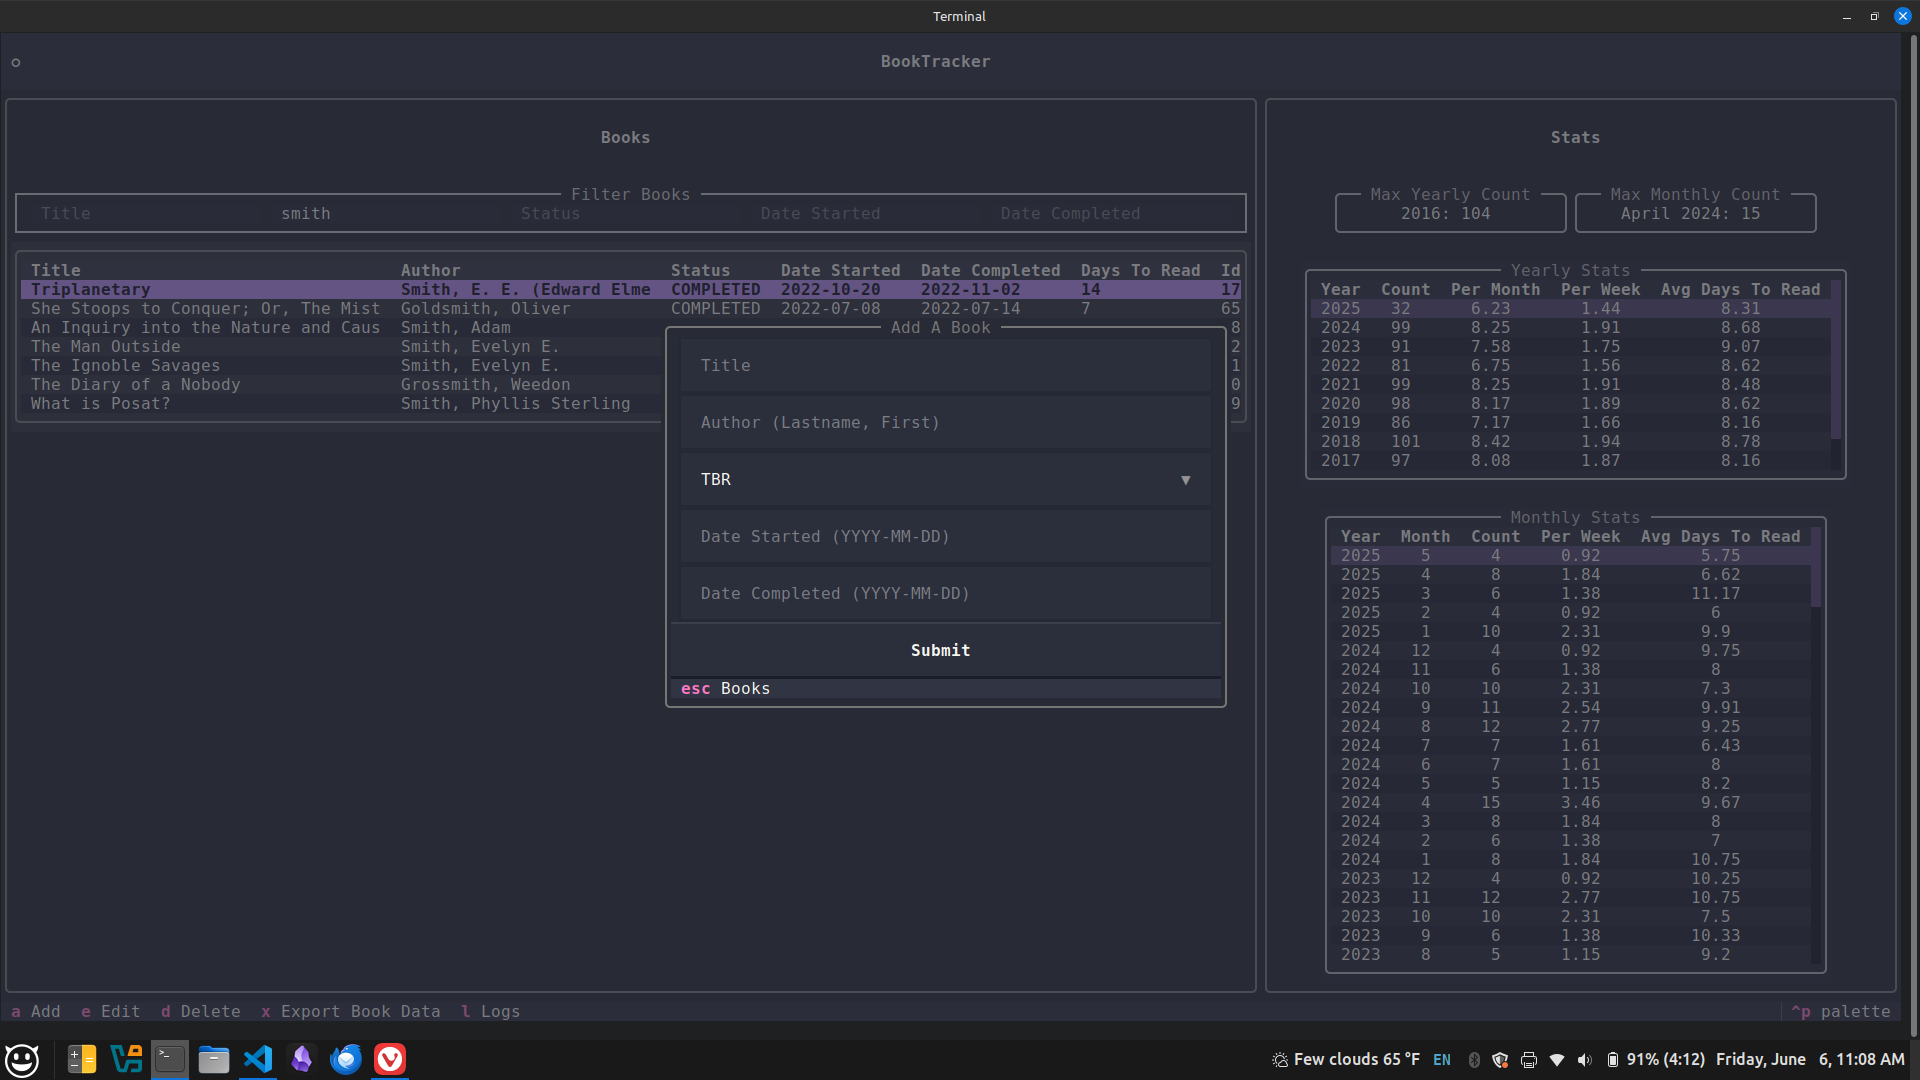 Terminal
BookTracker
Books
Filter Books
Title smith Status Date Started Date Completed
Title Author Status Date Started Date Completed Days To Read Id
Triplanetary Smith, E. E. (Edward Elme COMPLETED 2022-10-20 2022-11-02 14 17
She Stoops to Conquer; Or, The Mist Goldsmith, Oliver COMPLETED 2022-07-08 2022-07-14 7 65
An Inquiry into the Nature and Caus Smith, Adam 8
The Man Outside Smith, Evelyn E. 2
The Ignoble Savages Smith, Evelyn E. 1
The Diary of a Nobody Grossmith, Weedon 0
What is Posat? Smith, Phyllis Sterling 9
Add A Book
Title
Author (Lastname, First)
TBR ▼
Date Started (YYYY-MM-DD)
Date Completed (YYYY-MM-DD)
Submit
esc Books
Stats
Max Yearly Count
2016: 104
Max Monthly Count
April 2024: 15
Yearly Stats
Year Count Per Month Per Week Avg Days To Read
2025 32 6.23 1.44 8.31
2024 99 8.25 1.91 8.68
2023 91 7.58 1.75 9.07
2022 81 6.75 1.56 8.62
2021 99 8.25 1.91 8.48
2020 98 8.17 1.89 8.62
2019 86 7.17 1.66 8.16
2018 101 8.42 1.94 8.78
2017 97 8.08 1.87 8.16
Monthly Stats
Year Month Count Per Week Avg Days To Read
2025 5 4 0.92 5.75
2025 4 8 1.84 6.62
2025 3 6 1.38 11.17
2025 2 4 0.92 6
2025 1 10 2.31 9.9
2024 12 4 0.92 9.75
2024 11 6 1.38 8
2024 10 10 2.31 7.3
2024 9 11 2.54 9.91
2024 8 12 2.77 9.25
2024 7 7 1.61 6.43
2024 6 7 1.61 8
2024 5 5 1.15 8.2
2024 4 15 3.46 9.67
2024 3 8 1.84 8
2024 2 6 1.38 7
2024 1 8 1.84 10.75
2023 12 4 0.92 10.25
2023 11 12 2.77 10.75
2023 10 10 2.31 7.5
2023 9 6 1.38 10.33
2023 8 5 1.15 9.2
a Add e Edit d Delete x Export Book Data l Logs ^p palette
Few clouds 65 °F EN 91% (4:12) Friday, June 6, 11:08 AM